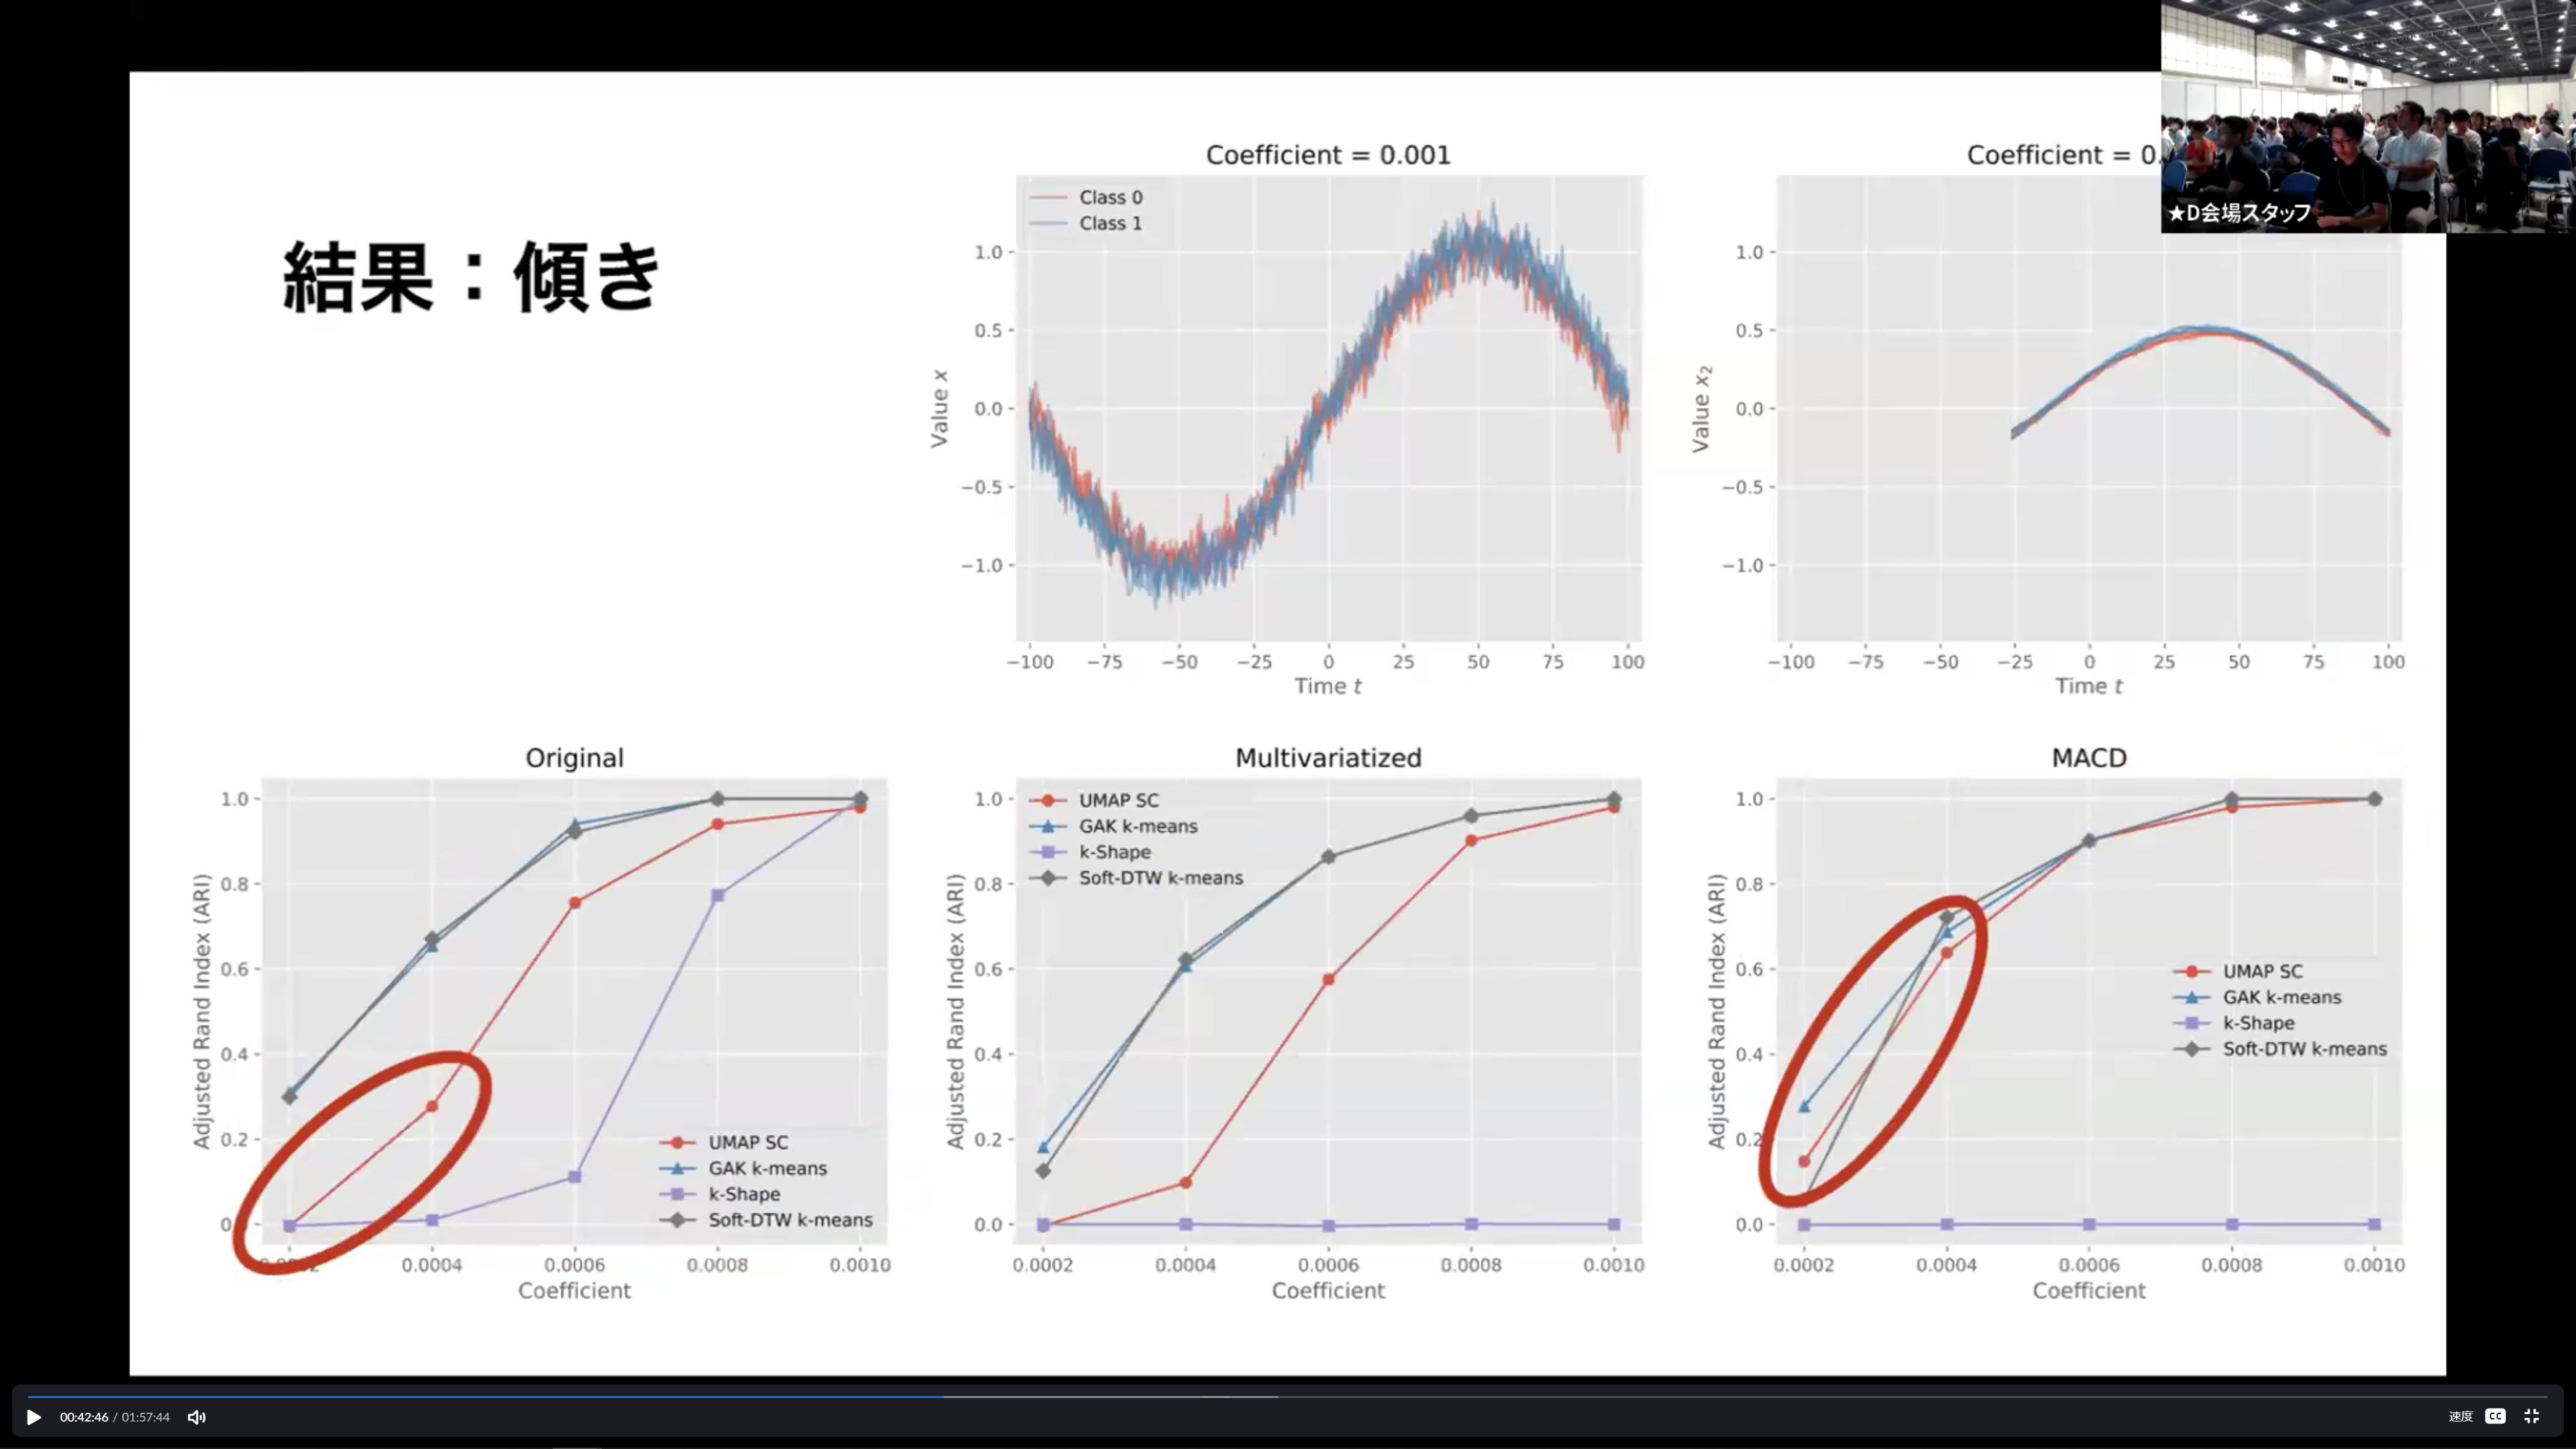 ★D会場スタッフ
結果：傾き
Coefficient = 0.001
Class 0
Class 1
1.0
0.5
0.0
−0.5
−1.0
Value x
−100 −75 −50 −25 0 25 50 75 100
Time t
Coefficient = 0.
1.0
0.5
0.0
−0.5
−1.0
Value x2
−100 −75 −50 −25 0 25 50 75 100
Time t
Original
1.0
0.8
0.6
0.4
0.2
Adjusted Rand Index (ARI)
UMAP SC
GAK k-means
k-Shape
Soft-DTW k-means
0.0004 0.0006 0.0008 0.0010
Coefficient
Multivariatized
UMAP SC
GAK k-means
k-Shape
Soft-DTW k-means
1.0
0.8
0.6
0.4
0.2
0.0
Adjusted Rand Index (ARI)
0.0002 0.0004 0.0006 0.0008 0.0010
Coefficient
MACD
1.0
0.8
0.6
0.4
0.2
0.0
Adjusted Rand Index (ARI)
UMAP SC
GAK k-means
k-Shape
Soft-DTW k-means
0.0002 0.0004 0.0006 0.0008 0.0010
Coefficient
00:42:46 / 01:57:44
速度 CC